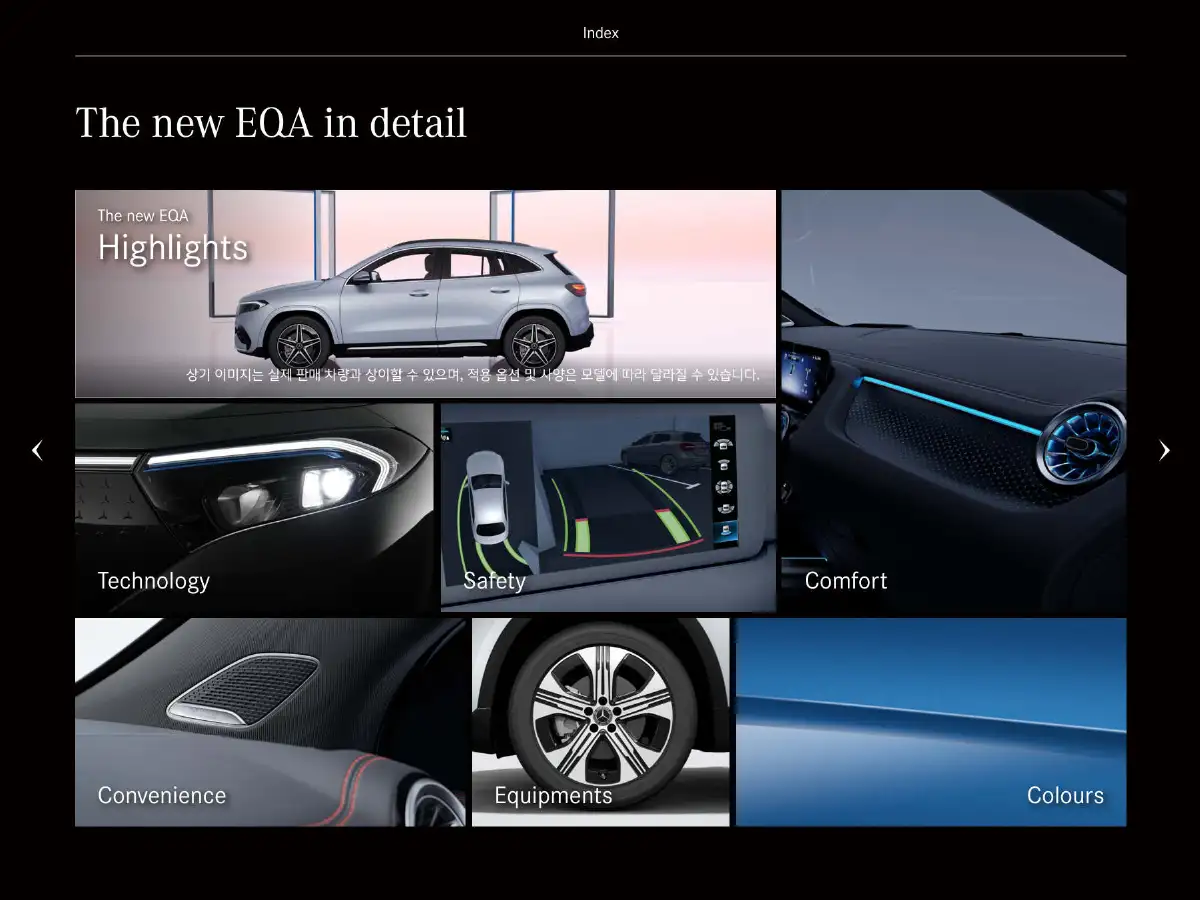 Index
The new EQA in detail
The new EQA
Highlights
상기 이미지는 실제 판매 차량과 상이할 수 있으며, 적용 옵션 및 사양은 모델에 따라 달라질 수 있습니다.
Technology
Safety
Comfort
Convenience
Equipments
Colours